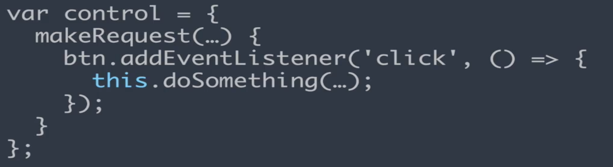 var control = {
  makeRequest(…) {
    btn.addEventListener('click', () => {
      this.doSomething(…);
    });
  }
};